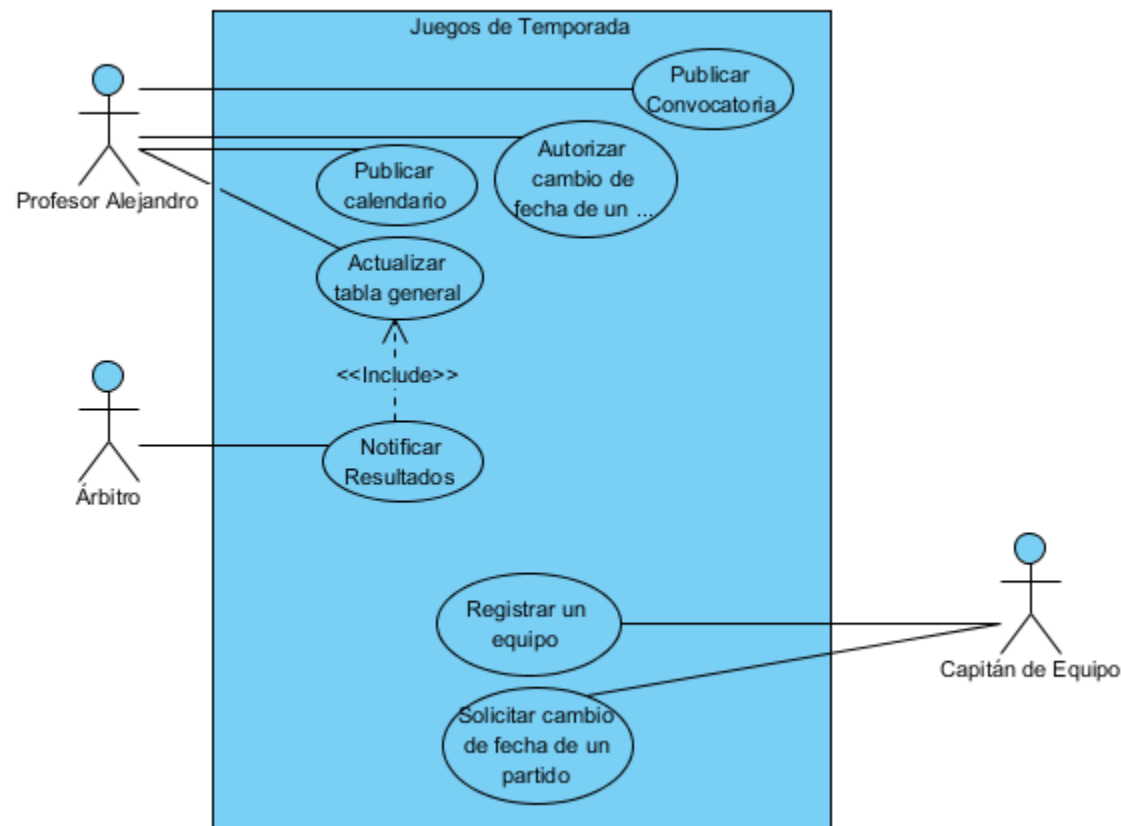 Juegos de Temporada
Publicar
Convocatoria
Autorizar
cambio de
fecha de un ...
Publicar
calendario
Profesor Alejandro
Actualizar
tabla general
<<Include>>
Notificar
Resultados
Árbitro
Registrar un
equipo
Capitán de Equipo
Solicitar cambio
de fecha de un
partido